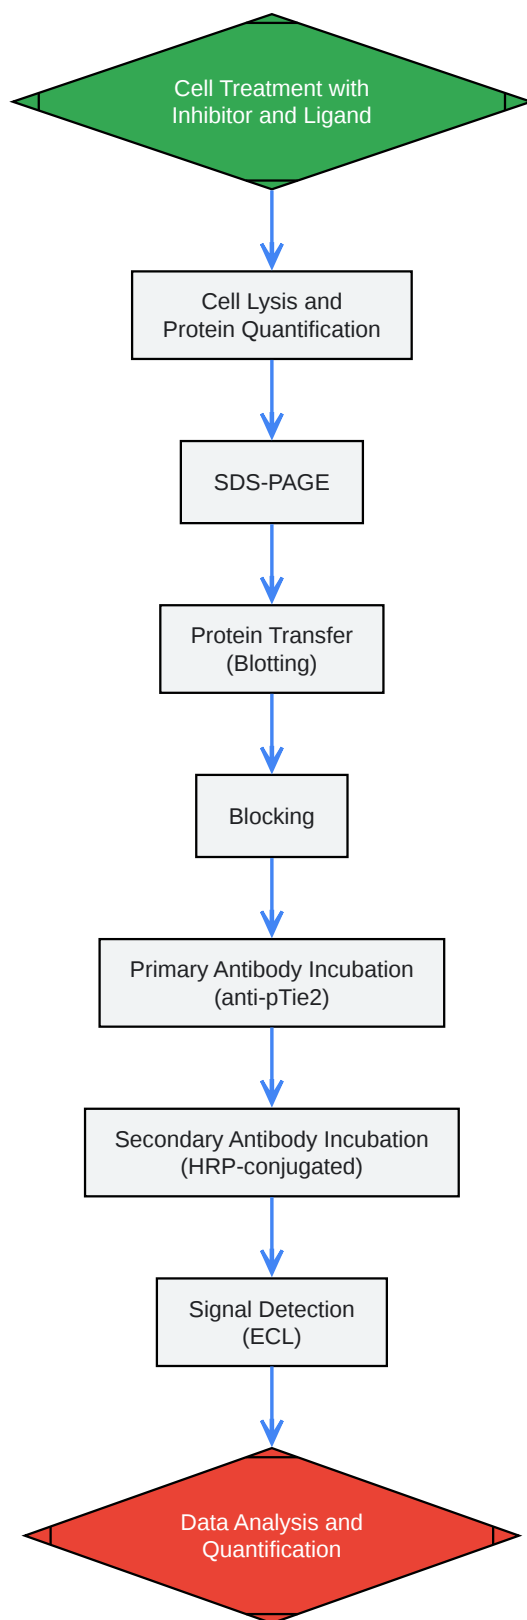 Cell Treatment with
Inhibitor and Ligand
Cell Lysis and
Protein Quantification
SDS-PAGE
Protein Transfer
(Blotting)
Blocking
Primary Antibody Incubation
(anti-pTie2)
Secondary Antibody Incubation
(HRP-conjugated)
Signal Detection
(ECL)
Data Analysis and
Quantification